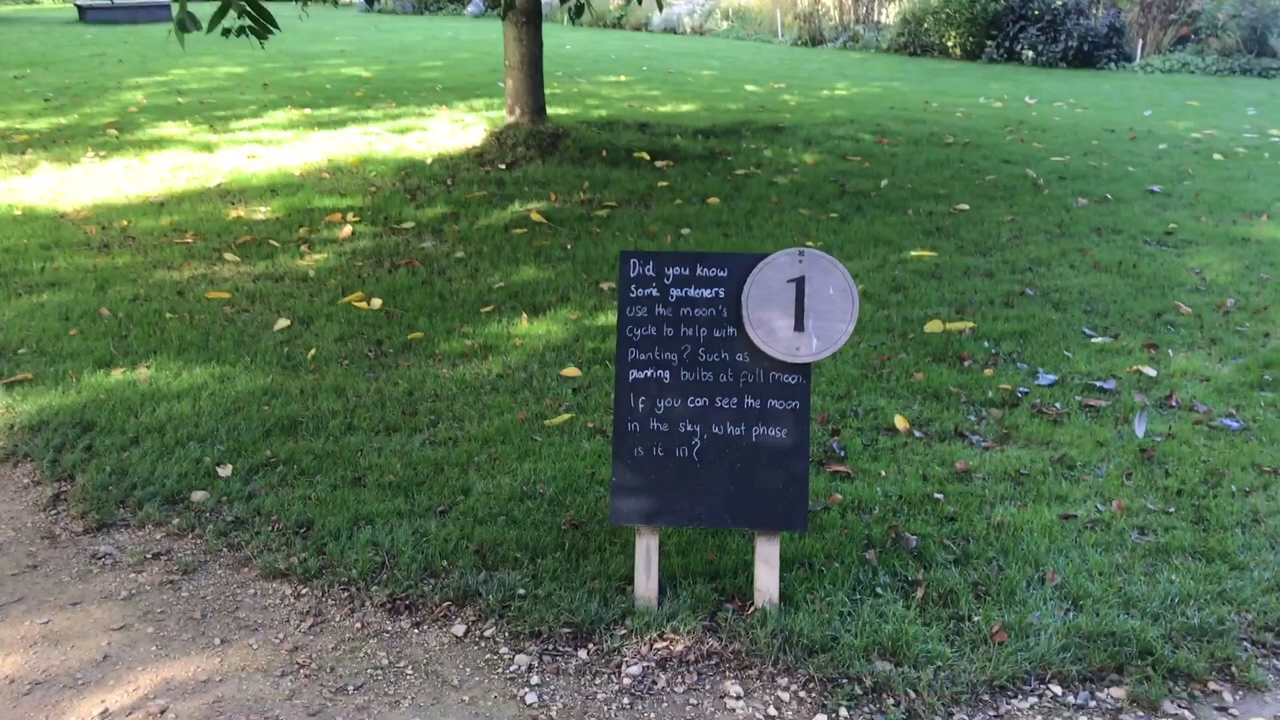 Did you know
Some gardeners
use the moon's
cycle to help with
planting? Such as
planting bulbs at full moon.
If you can see the moon
in the sky, what phase
is it in?
1